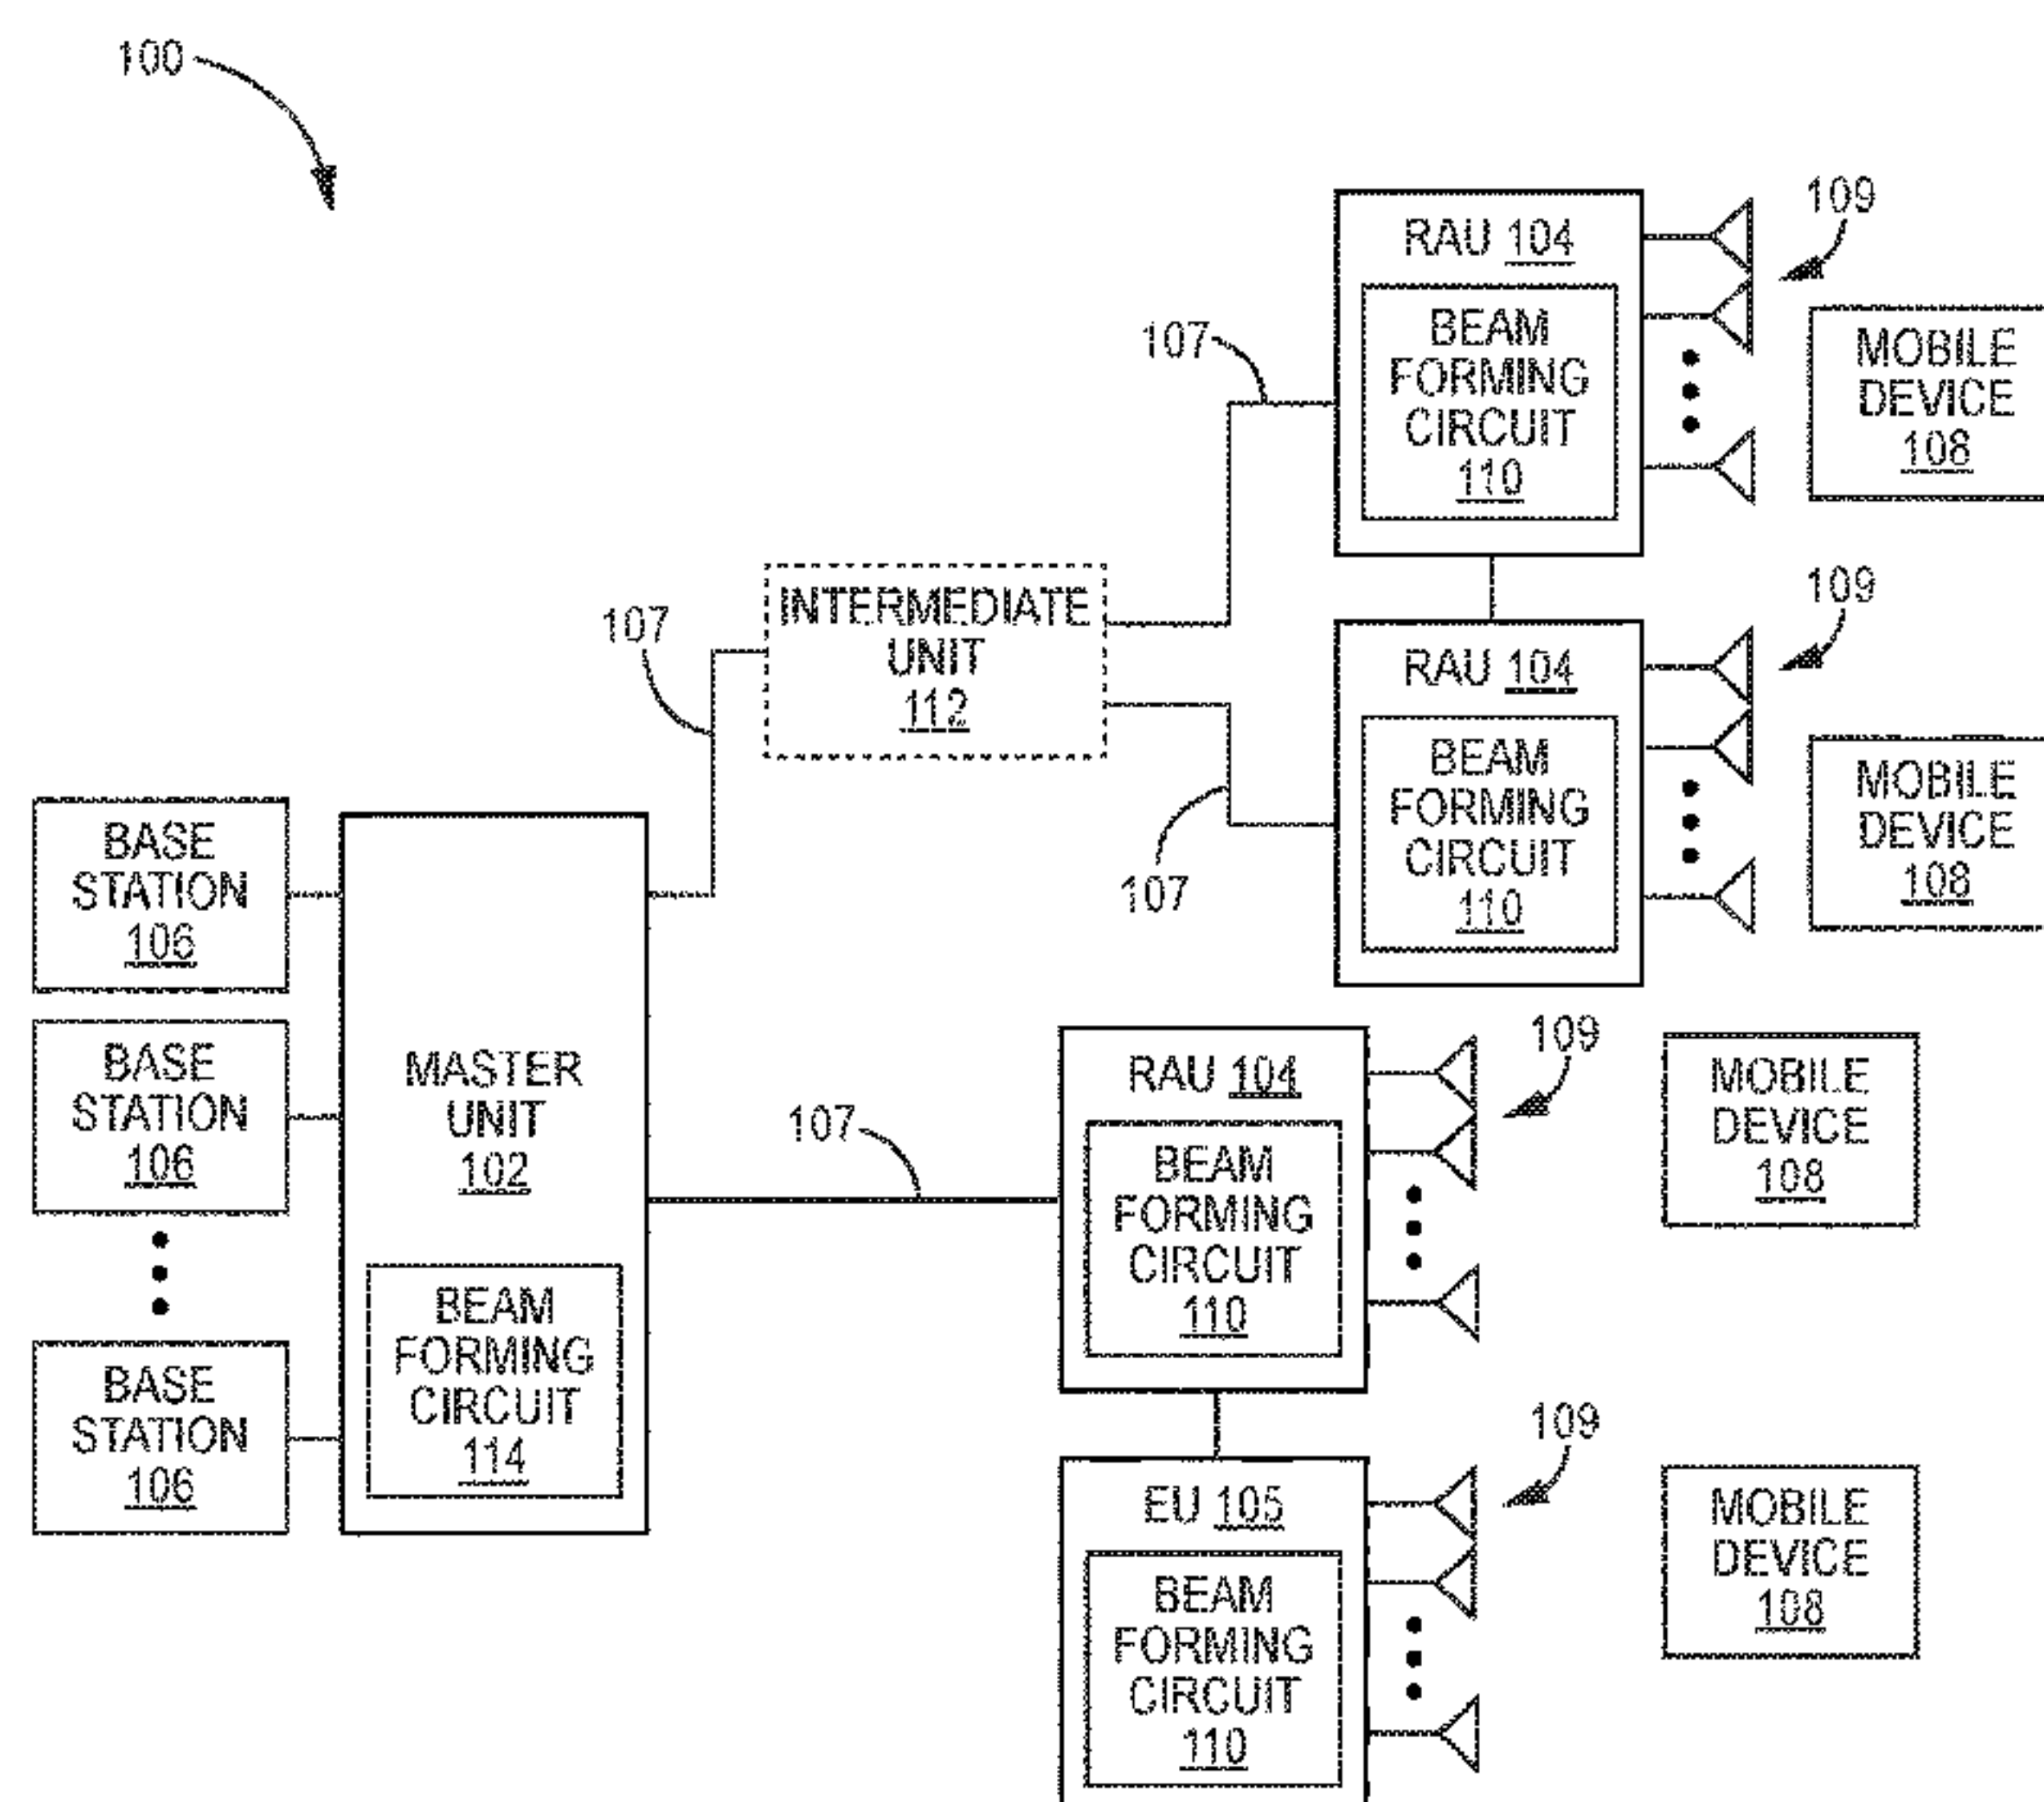 100
RAU 104
BEAM
FORMING
CIRCUIT
110
109
MOBILE
DEVICE
108
107
INTERMEDIATE
UNIT
112
107
107
RAU 104
BEAM
FORMING
CIRCUIT
110
109
MOBILE
DEVICE
108
BASE
STATION
106
BASE
STATION
106
BASE
STATION
106
MASTER
UNIT
102
BEAM
FORMING
CIRCUIT
114
107
RAU 104
BEAM
FORMING
CIRCUIT
110
109
MOBILE
DEVICE
108
EU 105
BEAM
FORMING
CIRCUIT
110
109
MOBILE
DEVICE
108